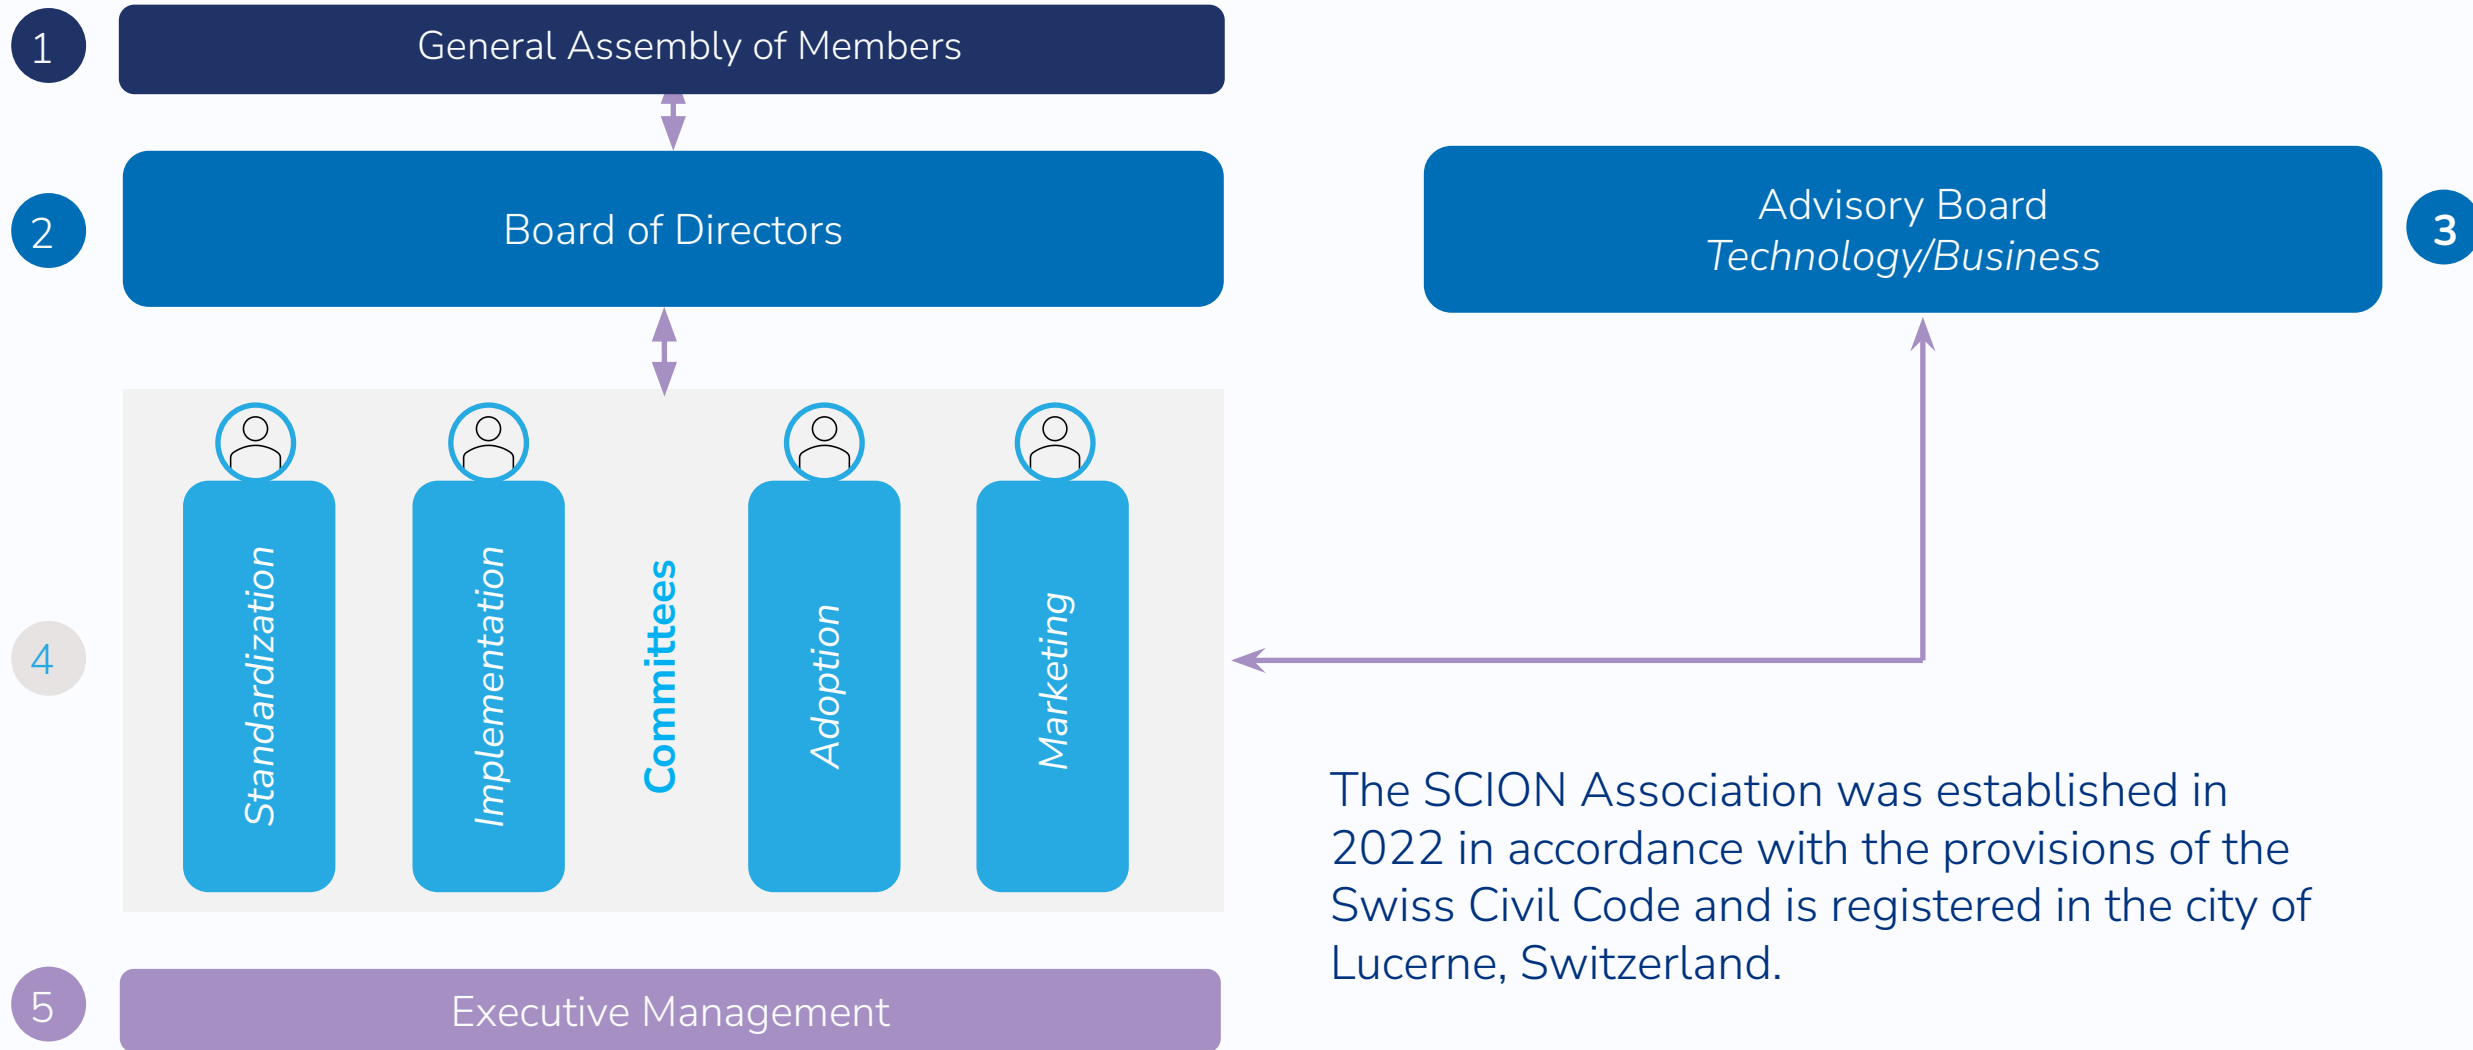 1
General Assembly of Members
2
Board of Directors
Advisory Board
Technology/Business
3
4
Standardization
Implementation
Committees
Adoption
Marketing
The SCION Association was established in
2022 in accordance with the provisions of the
Swiss Civil Code and is registered in the city of
Lucerne, Switzerland.
5
Executive Management